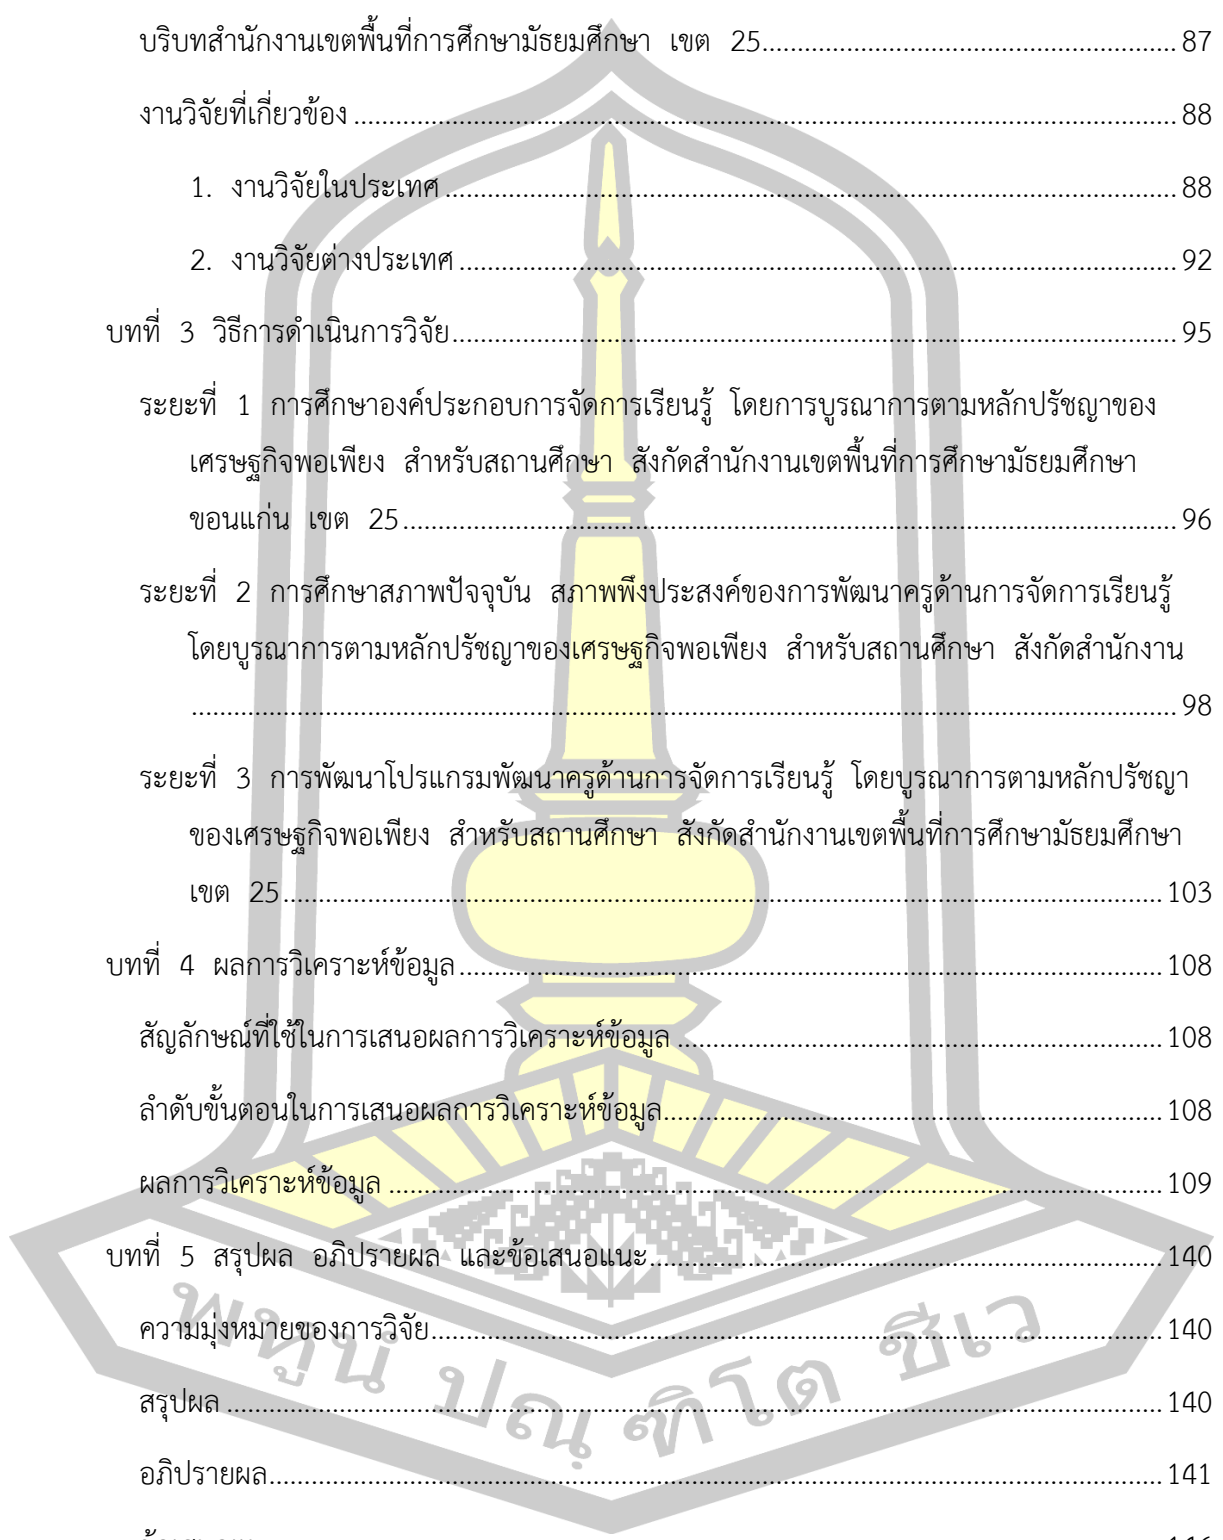 บริบทสำนักงานเขตพื้นที่การศึกษามัธยมศึกษา เขต 25 87
งานวิจัยที่เกี่ยวข้อง 88
1. งานวิจัยในประเทศ 88
2. งานวิจัยต่างประเทศ 92
บทที่ 3 วิธีการดำเนินการวิจัย 95
ระยะที่ 1 การศึกษาองค์ประกอบการจัดการเรียนรู้ โดยการบูรณาการตามหลักปรัชญาของ
เศรษฐกิจพอเพียง สำหรับสถานศึกษา สังกัดสำนักงานเขตพื้นที่การศึกษามัธยมศึกษา
ขอนแก่น เขต 25 96
ระยะที่ 2 การศึกษาสภาพปัจจุบัน สภาพพึงประสงค์ของการพัฒนาครูด้านการจัดการเรียนรู้
โดยบูรณาการตามหลักปรัชญาของเศรษฐกิจพอเพียง สำหรับสถานศึกษา สังกัดสำนักงาน
98
ระยะที่ 3 การพัฒนาโปรแกรมพัฒนาครูด้านการจัดการเรียนรู้ โดยบูรณาการตามหลักปรัชญา
ของเศรษฐกิจพอเพียง สำหรับสถานศึกษา สังกัดสำนักงานเขตพื้นที่การศึกษามัธยมศึกษา
เขต 25 103
บทที่ 4 ผลการวิเคราะห์ข้อมูล 108
สัญลักษณ์ที่ใช้ในการเสนอผลการวิเคราะห์ข้อมูล 108
ลำดับขั้นตอนในการเสนอผลการวิเคราะห์ข้อมูล 108
ผลการวิเคราะห์ข้อมูล 109
บทที่ 5 สรุปผล อภิปรายผล และข้อเสนอแนะ 140
ความมุ่งหมายของการวิจัย 140
สรุปผล 140
อภิปรายผล 141
พหูนํ ปณฺฑิโต ชีเว